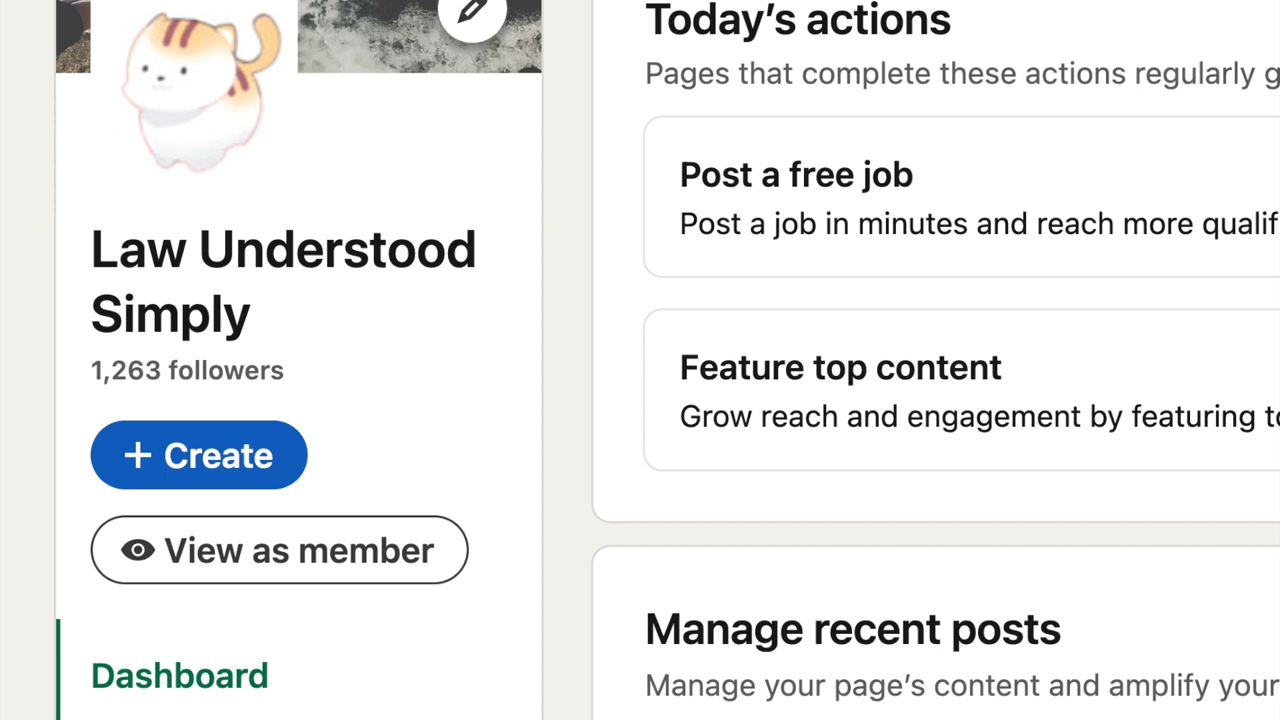 Law Understood
Simply
1,263 followers
+ Create
View as member
Dashboard
Today's actions
Pages that complete these actions regularly
Post a free job
Post a job in minutes and reach more
Feature top content
Grow reach and engagement by featuring
Manage recent posts
Manage your page's content and amplify your